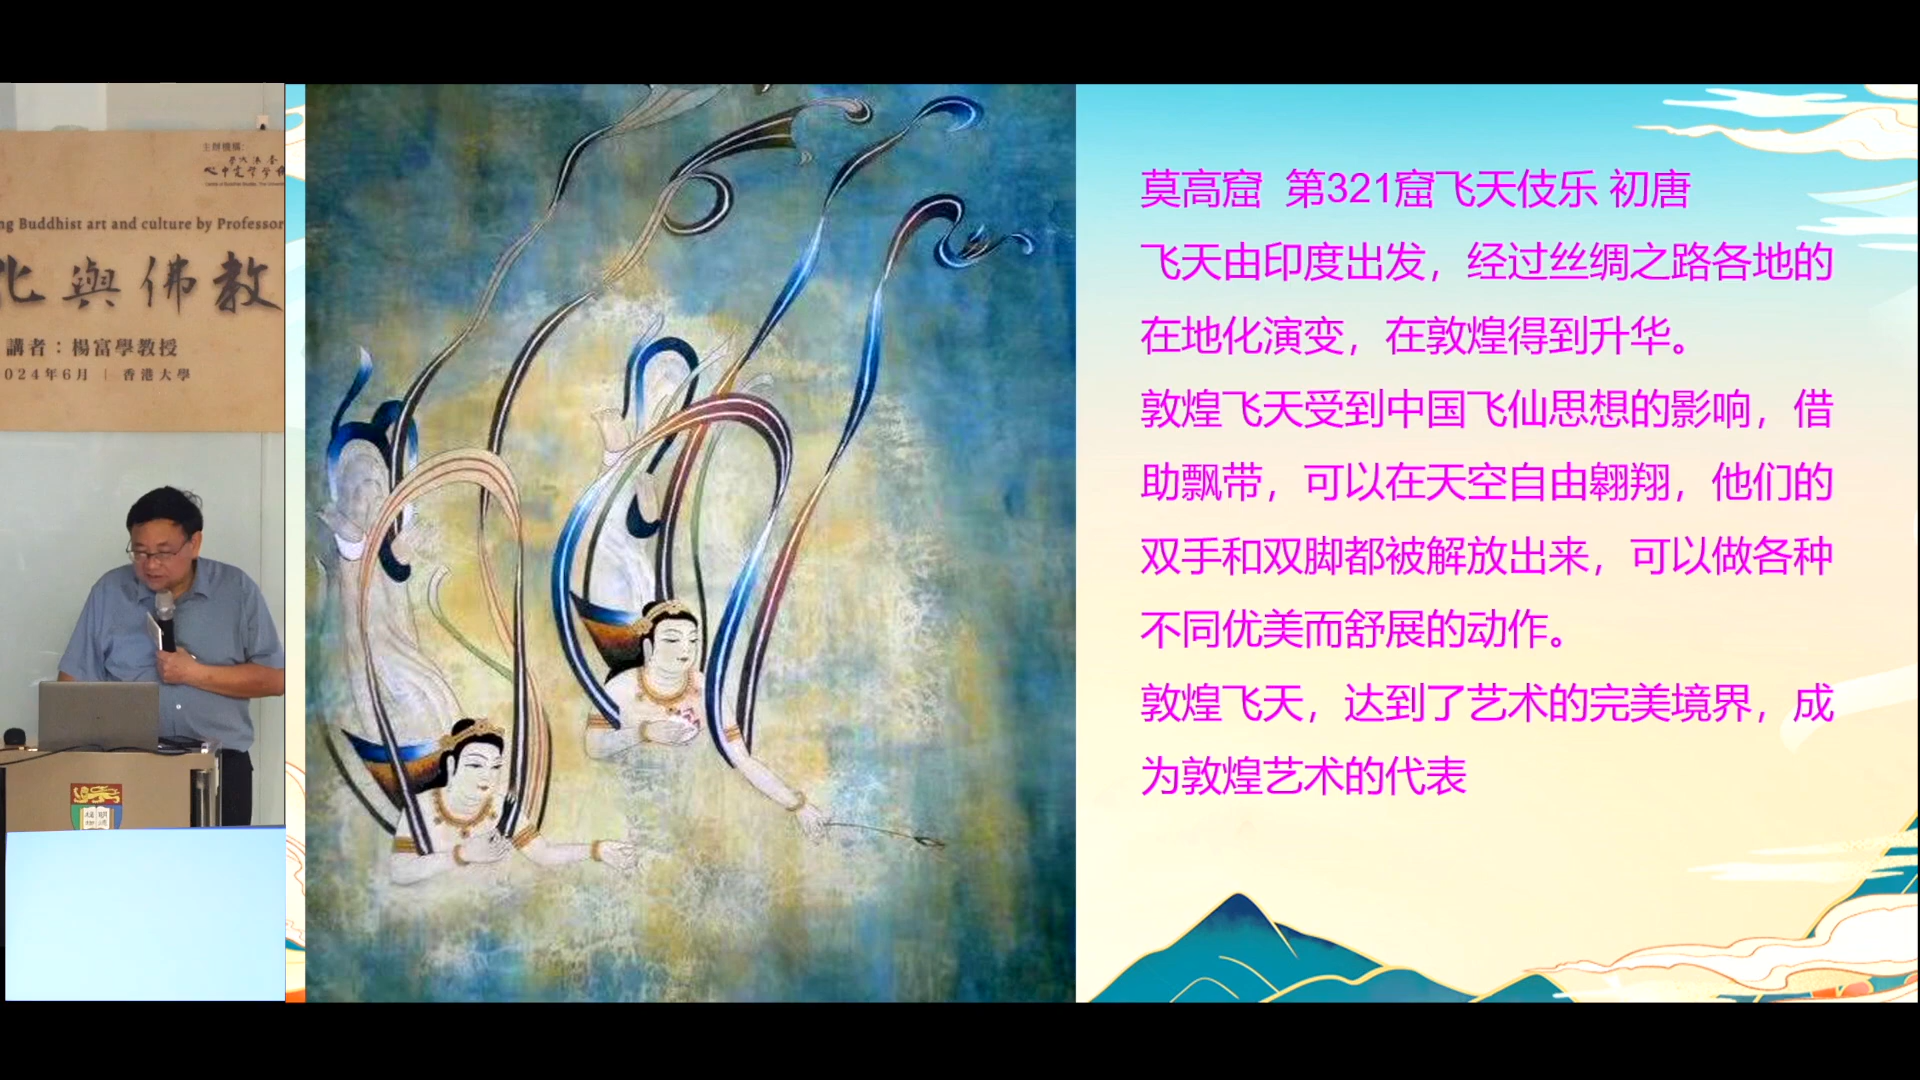 主辦機構:
ng Buddhist art and culture by Professor
化與佛教
講者：楊富學教授
024年6月 | 香港大學
莫高窟 第321窟飞天伎乐 初唐
飞天由印度出发，经过丝绸之路各地的
在地化演变，在敦煌得到升华。
敦煌飞天受到中国飞仙思想的影响，借
助飘带，可以在天空自由翱翔，他们的
双手和双脚都被解放出来，可以做各种
不同优美而舒展的动作。
敦煌飞天，达到了艺术的完美境界，成
为敦煌艺术的代表